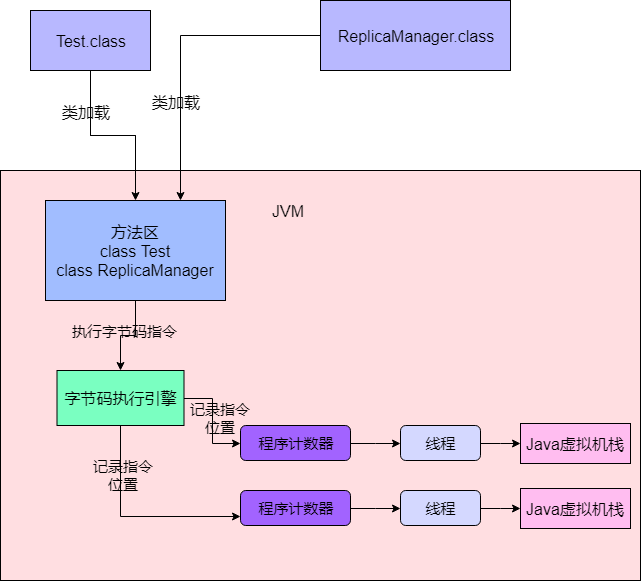 Test.class
ReplicaManager.class
类加载
类加载
JVM
方法区
class Test
class ReplicaManager
执行字节码指令
字节码执行引擎
记录指令
位置
程序计数器
线程
Java虚拟机栈
记录指令
位置
程序计数器
线程
Java虚拟机栈